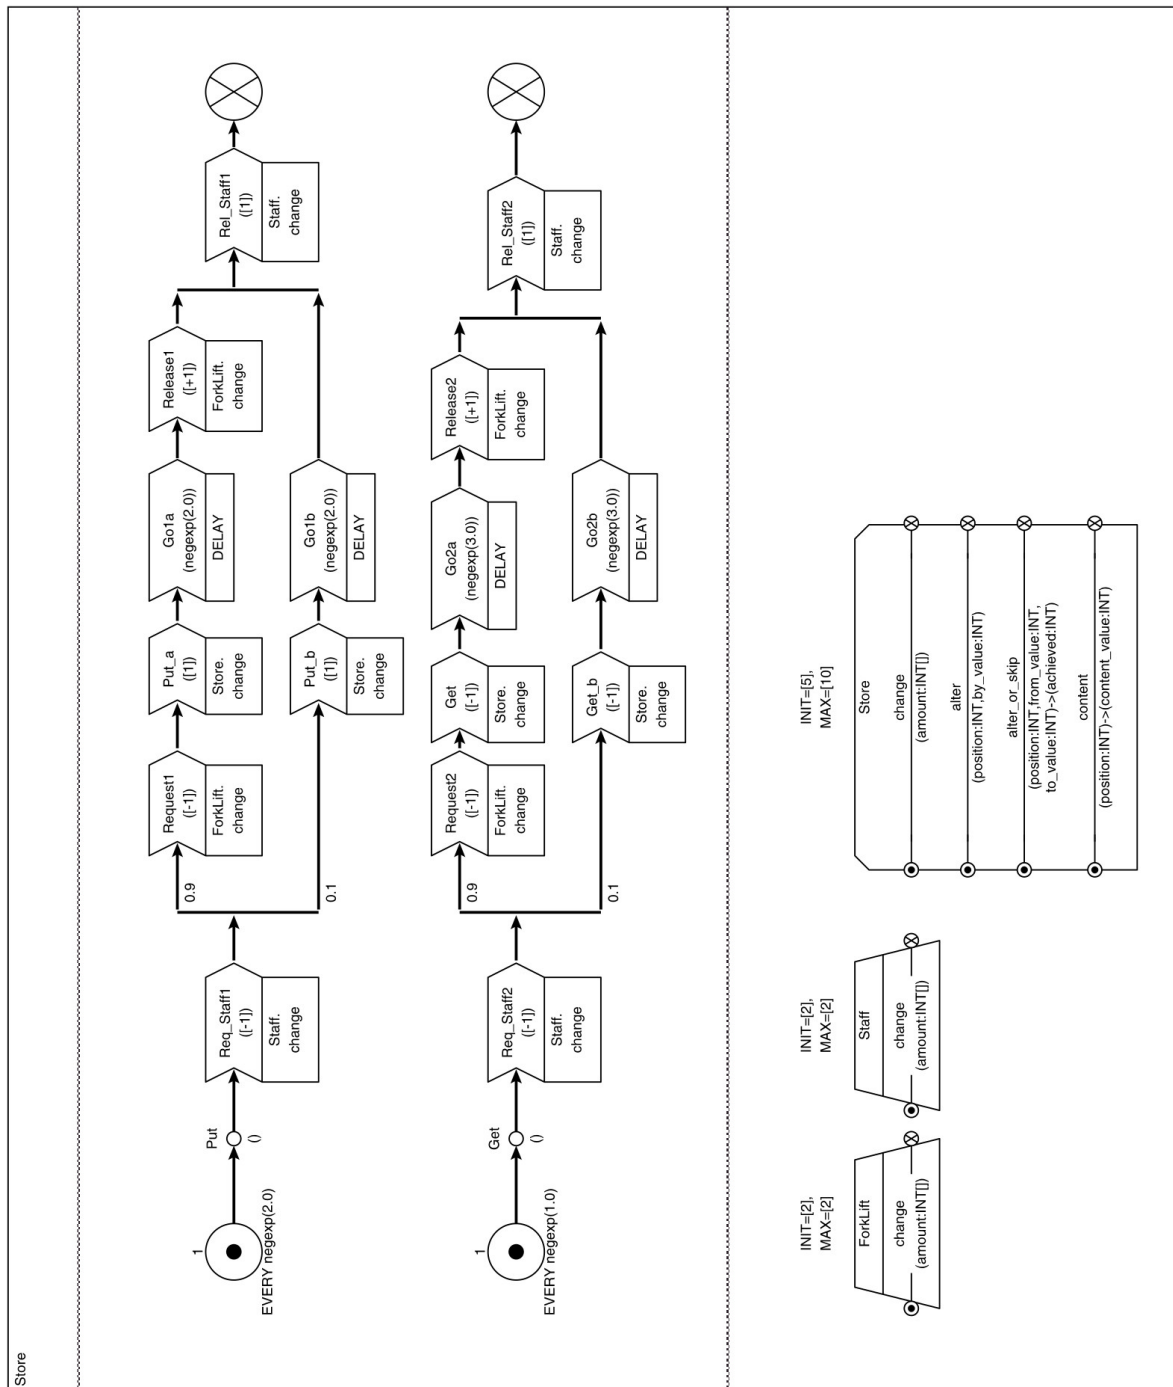 Store
1
EVERY negexp(2.0)
Put
()
Req_Staff1
([-1])
Staff.
change
0.9
0.1
Request1
([-1])
ForkLift.
change
Put_a
([1])
Store.
change
Go1a
(negexp(2.0))
DELAY
Release1
([+1])
ForkLift.
change
Put_b
([1])
Store.
change
Go1b
(negexp(2.0))
DELAY
Rel_Staff1
([1])
Staff.
change
1
EVERY negexp(1.0)
Get
()
Req_Staff2
([-1])
Staff.
change
0.9
0.1
Request2
([-1])
ForkLift.
change
Get
([-1])
Store.
change
Go2a
(negexp(3.0))
DELAY
Release2
([+1])
ForkLift.
change
Get_b
([-1])
Store.
change
Go2b
(negexp(3.0))
DELAY
Rel_Staff2
([1])
Staff.
change
INIT=[2],
MAX=[2]
ForkLift
change
(amount:INT[])
INIT=[2],
MAX=[2]
Staff
change
(amount:INT[])
INIT=[5],
MAX=[10]
Store
change
(amount:INT[])
alter
(position:INT,by_value:INT)
alter_or_skip
(position:INT,from_value:INT,
to_value:INT)->(achieved:INT)
content
(position:INT)->(content_value:INT)